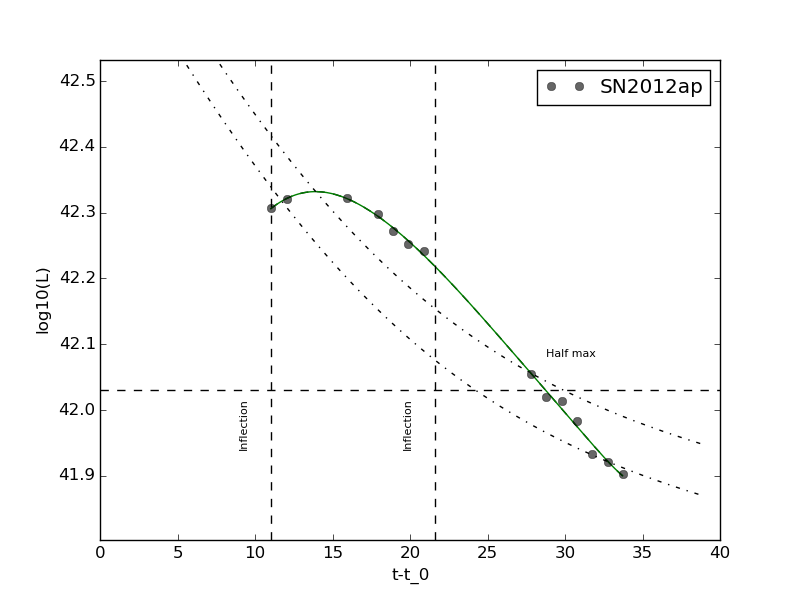 SN2012ap
42.5
42.4
42.3
42.2
42.1
42.0
41.9
log10(L)
Half max
Inflection
Inflection
0 5 10 15 20 25 30 35 40
t-t_0